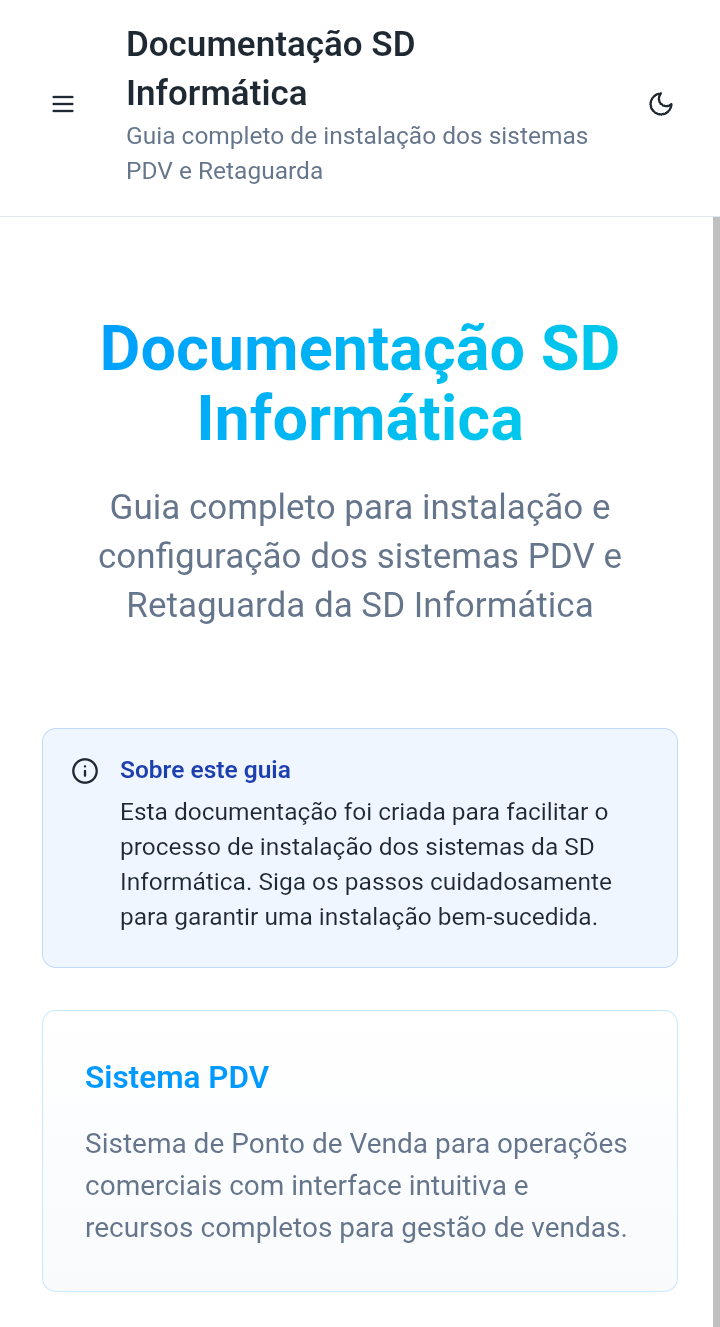 Documentação SD
Informática
Guia completo de instalação dos sistemas
PDV e Retaguarda
Documentação SD
Informática
Guia completo para instalação e
configuração dos sistemas PDV e
Retaguarda da SD Informática
Sobre este guia
Esta documentação foi criada para facilitar o
processo de instalação dos sistemas da SD
Informática. Siga os passos cuidadosamente
para garantir uma instalação bem-sucedida.
Sistema PDV
Sistema de Ponto de Venda para operações
comerciais com interface intuitiva e
recursos completos para gestão de vendas.